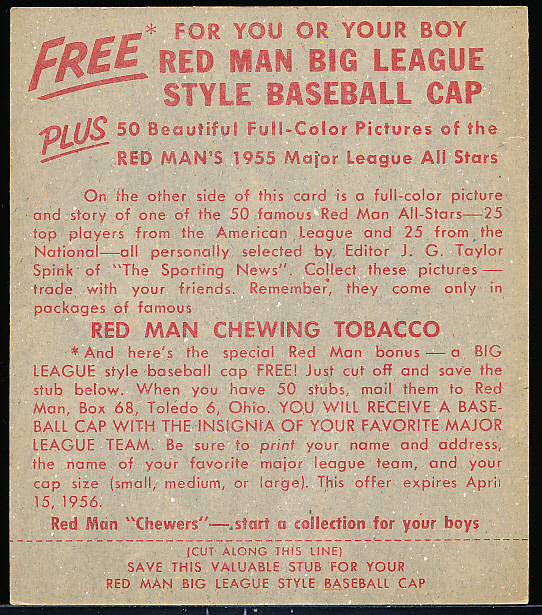 FREE* FOR YOU OR YOUR BOY
RED MAN BIG LEAGUE
STYLE BASEBALL CAP
PLUS 50 Beautiful Full-Color Pictures of the
RED MAN'S 1955 Major League All Stars
On the other side of this card is a full-color picture
and story of one of the 50 famous Red Man All-Stars—25
top players from the American League and 25 from the
National—all personally selected by Editor J. G. Taylor
Spink of "The Sporting News". Collect these pictures —
trade with your friends. Remember, they come only in
packages of famous
RED MAN CHEWING TOBACCO
*And here's the special Red Man bonus — a BIG
LEAGUE style baseball cap FREE! Just cut off and save the
stub below. When you have 50 stubs, mail them to Red
Man, Box 68, Toledo 6, Ohio. YOU WILL RECEIVE A BASE-
BALL CAP WITH THE INSIGNIA OF YOUR FAVORITE MAJOR
LEAGUE TEAM. Be sure to print your name and address,
the name of your favorite major league team, and your
cap size (small, medium, or large). This offer expires April
15, 1956.
Red Man "Chewers"—start a collection for your boys
(CUT ALONG THIS LINE)
SAVE THIS VALUABLE STUB FOR YOUR
RED MAN BIG LEAGUE STYLE BASEBALL CAP